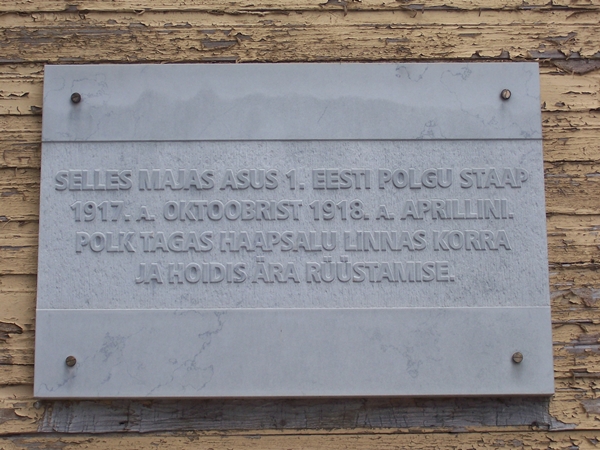 SELLES MAJAS ASUS 1. EESTI POLGU STAAP
1917. A. OKTOOBRIST 1918. A. APRILLINI.
POLK TAGAS HAAPSALU LINNAS KORRA
JA HOIDIS ÄRA RÜÜSTAMISE.